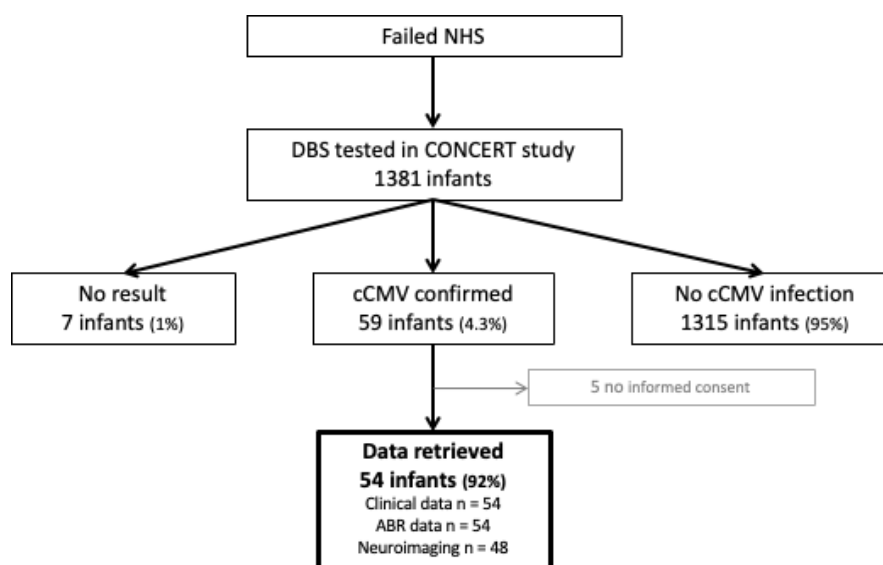 Failed NHS
DBS tested in CONCERT study
1381 infants
No result
7 infants (1%)
cCMV confirmed
59 infants (4.3%)
No cCMV infection
1315 infants (95%)
5 no informed consent
Data retrieved
54 infants (92%)
Clinical data n = 54
ABR data n = 54
Neuroimaging n = 48